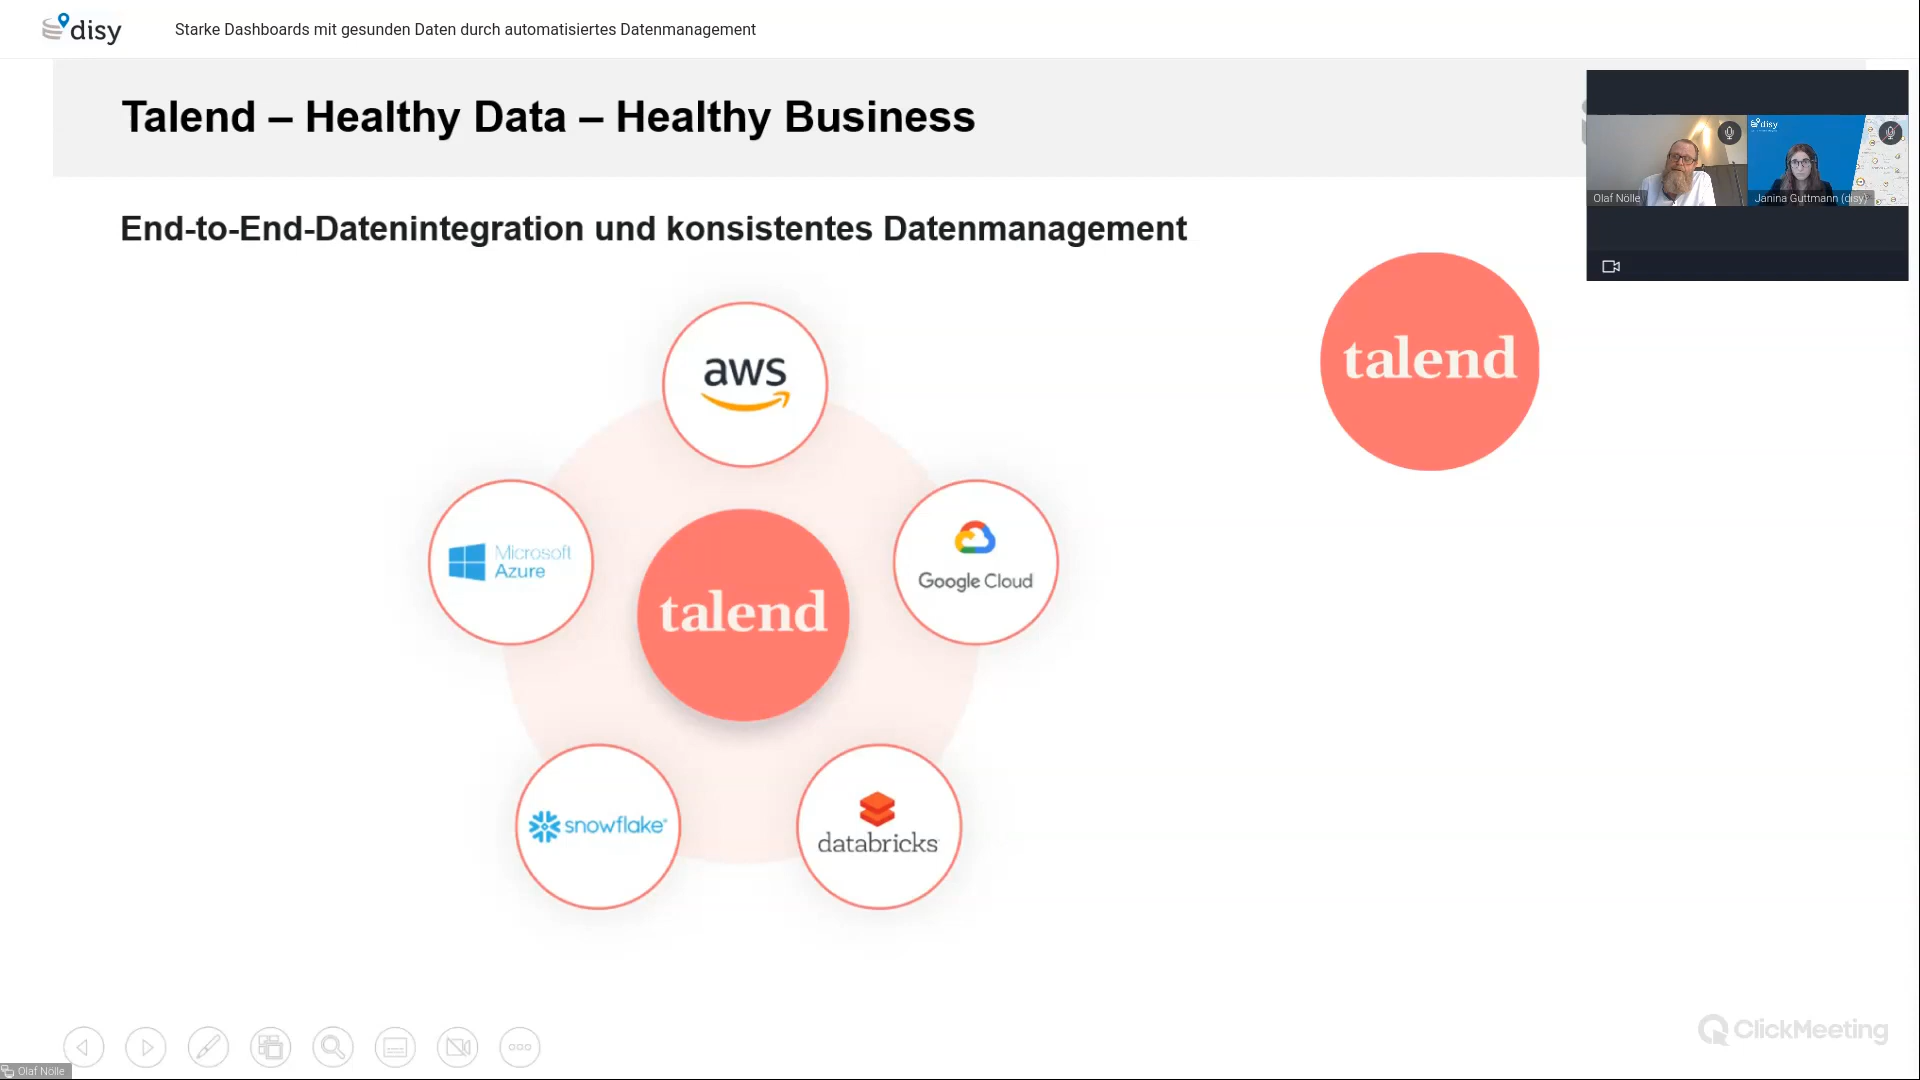 disy
Starke Dashboards mit gesunden Daten durch automatisiertes Datenmanagement
Talend – Healthy Data – Healthy Business
disy
Olaf Nölle
Janina Guttmann (disy)
End-to-End-Datenintegration und konsistentes Datenmanagement
talend
aws
Microsoft
Azure
Google Cloud
talend
snowflake
databricks
ClickMeeting
Olaf Nölle